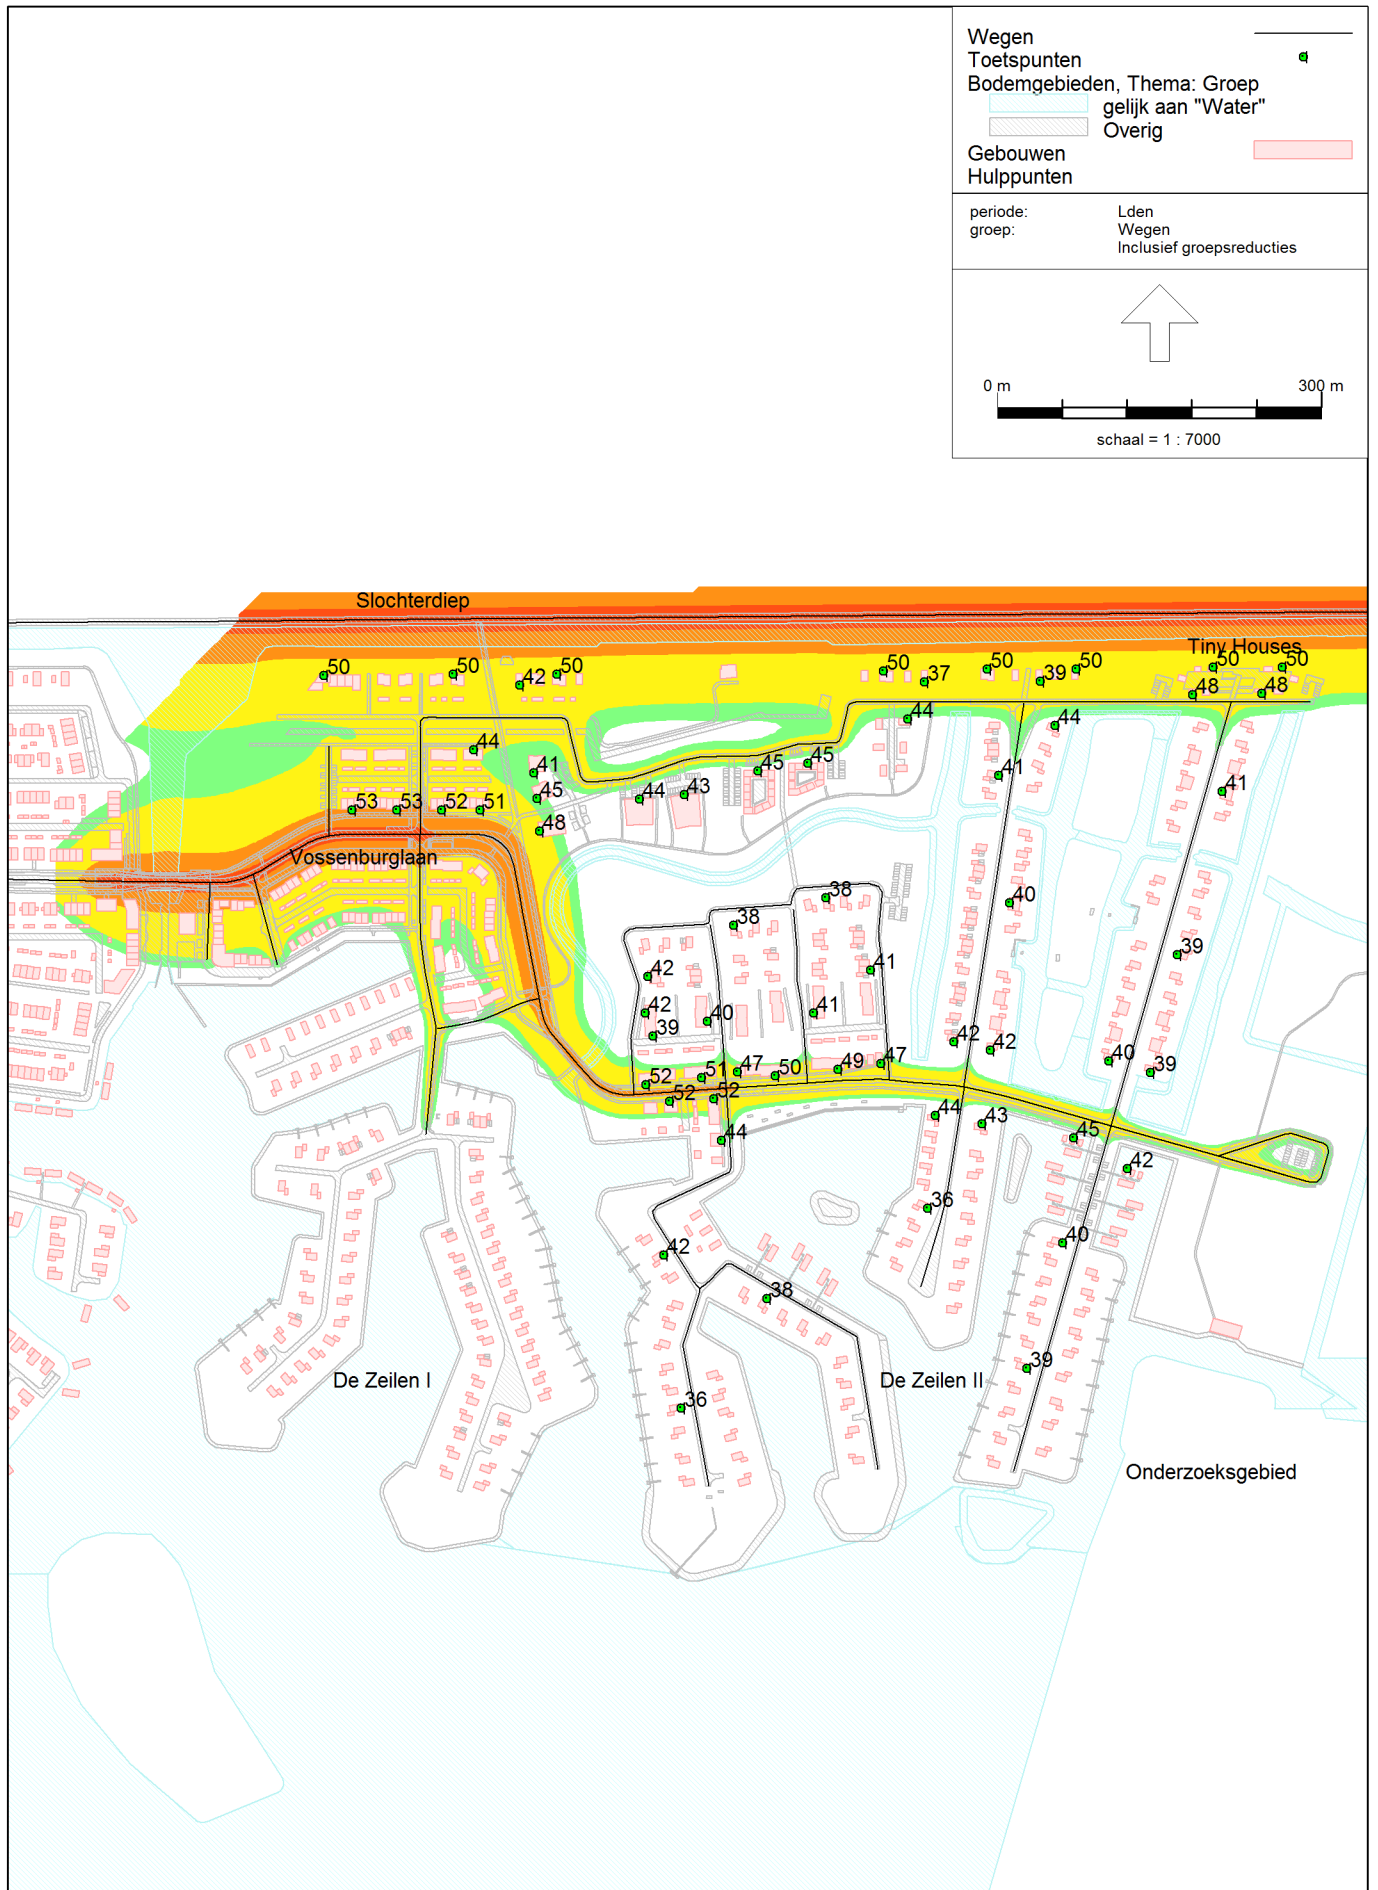 Wegen
Toetspunten
Bodemgebieden, Thema: Groep
gelijk aan "Water"
Overig
Gebouwen
Hulppunten
periode: Lden
groep: Wegen
Inclusief groepsreducties
0 m 300 m
schaal = 1 : 7000
Slochterdiep
Tiny Houses
50 50 42 50 50 37 50 39 50 50 50
48 48
44 44
44
41 45 45 41
45 44 43 41
53 53 52 51
48
Vossenburglaan
38
38 40
42 41 39
42 40 41
39 42 42
52 51 47 50 49 47 40 39
52 52
44 44 43 45
42
36
42 40
38
De Zeilen I De Zeilen II 39
36
Onderzoeksgebied